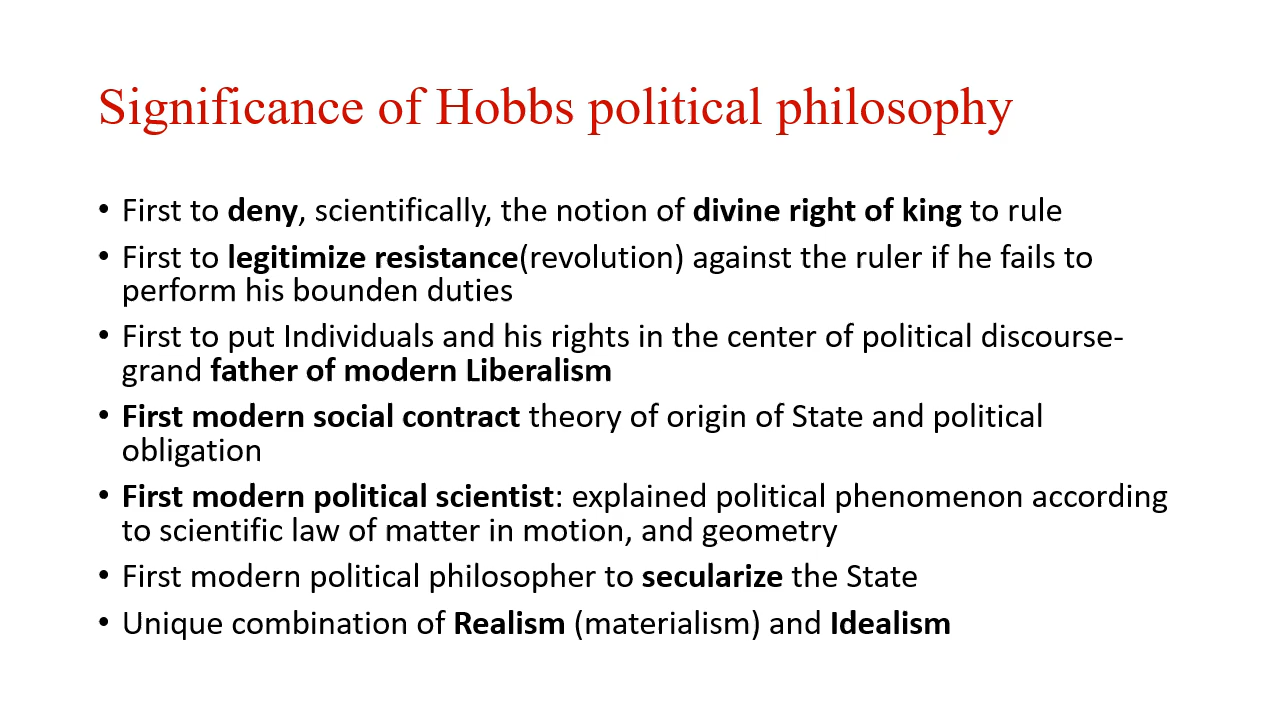 Significance of Hobbs political philosophy
• First to deny, scientifically, the notion of divine right of king to rule
• First to legitimize resistance(revolution) against the ruler if he fails to
perform his bounden duties
• First to put Individuals and his rights in the center of political discourse-
grand father of modern Liberalism
• First modern social contract theory of origin of State and political
obligation
• First modern political scientist: explained political phenomenon according
to scientific law of matter in motion, and geometry
• First modern political philosopher to secularize the State
• Unique combination of Realism (materialism) and Idealism